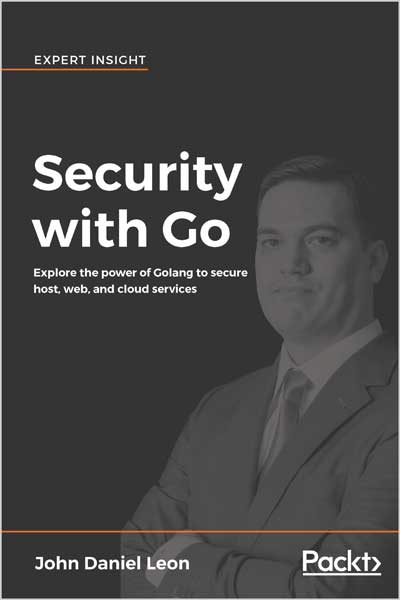 EXPERT INSIGHT
Security
with Go
Explore the power of Golang to secure
host, web, and cloud services
John Daniel Leon
Packt>